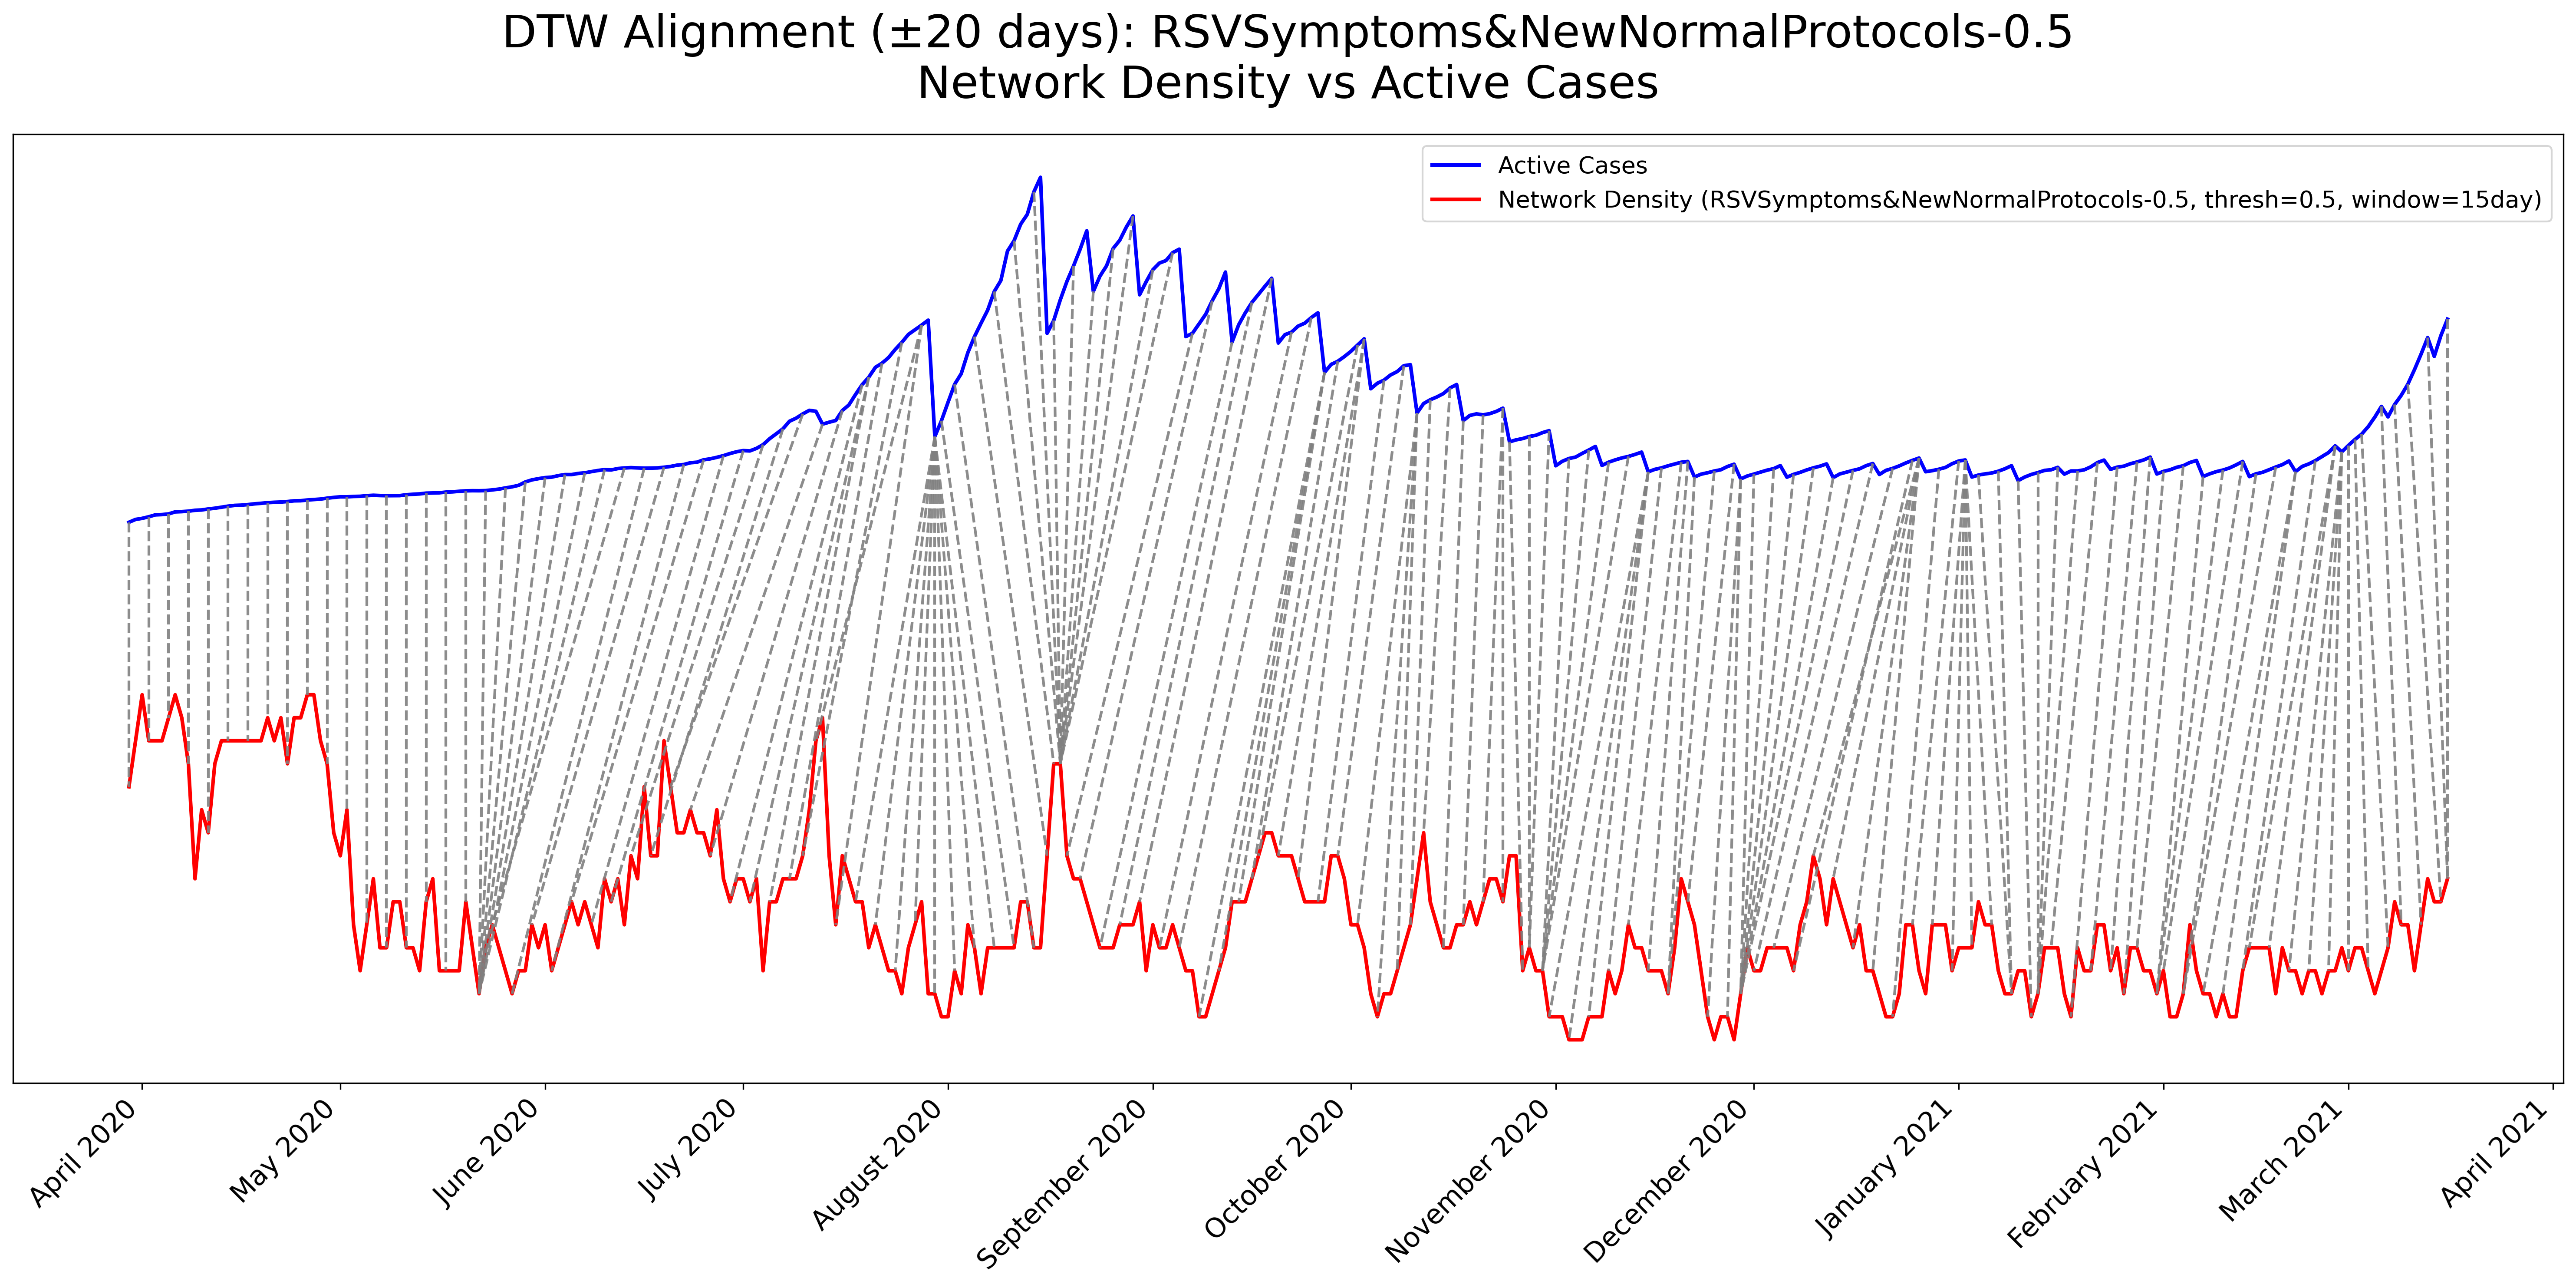 DTW Alignment (±20 days): RSVSymptoms&NewNormalProtocols-0.5
Network Density vs Active Cases
Active Cases
Network Density (RSVSymptoms&NewNormalProtocols-0.5, thresh=0.5, window=15day)
April 2020
May 2020
June 2020
July 2020
August 2020
September 2020
October 2020
November 2020
December 2020
January 2021
February 2021
March 2021
April 2021